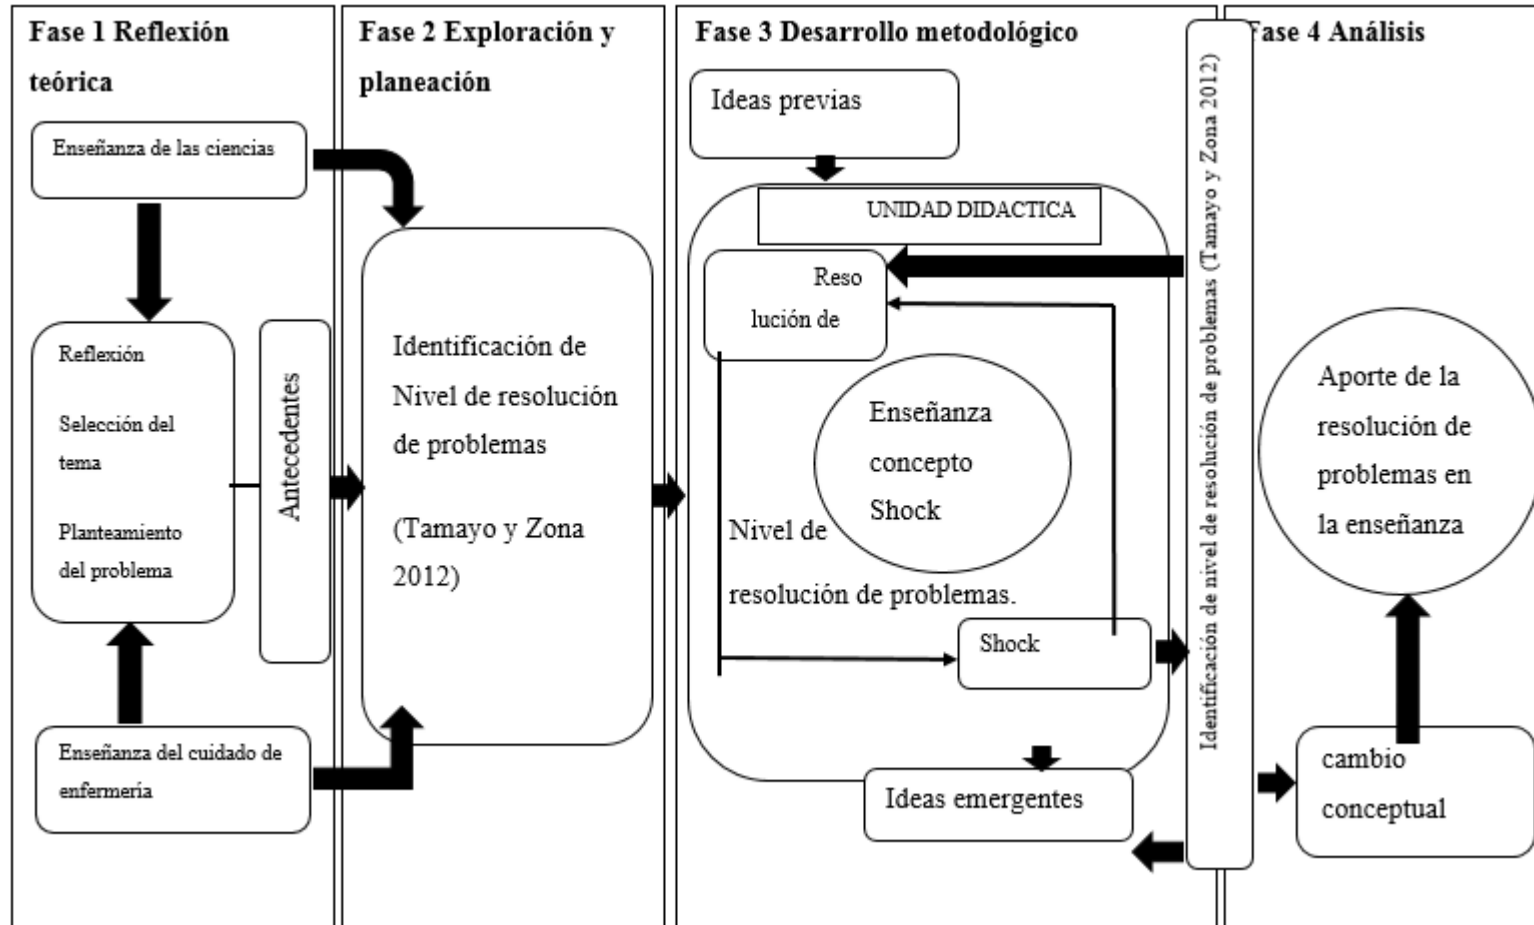 Fase 1 Reflexión
teórica
Enseñanza de las ciencias
Reflexión
Selección del
tema
Planteamiento
del problema
Antecedentes
Enseñanza del cuidado de
enfermería
Fase 2 Exploración y
planeación
Identificación de
Nivel de resolución
de problemas
(Tamayo y Zona
2012)
Fase 3 Desarrollo metodológico
Ideas previas
UNIDAD DIDACTICA
Reso
lución de
Enseñanza
concepto
Shock
Nivel de
resolución de problemas.
Shock
Ideas emergentes
Identificación de nivel de resolución de problemas (Tamayo y Zona 2012)
Fase 4 Análisis
Aporte de la
resolución de
problemas en
la enseñanza
cambio
conceptual